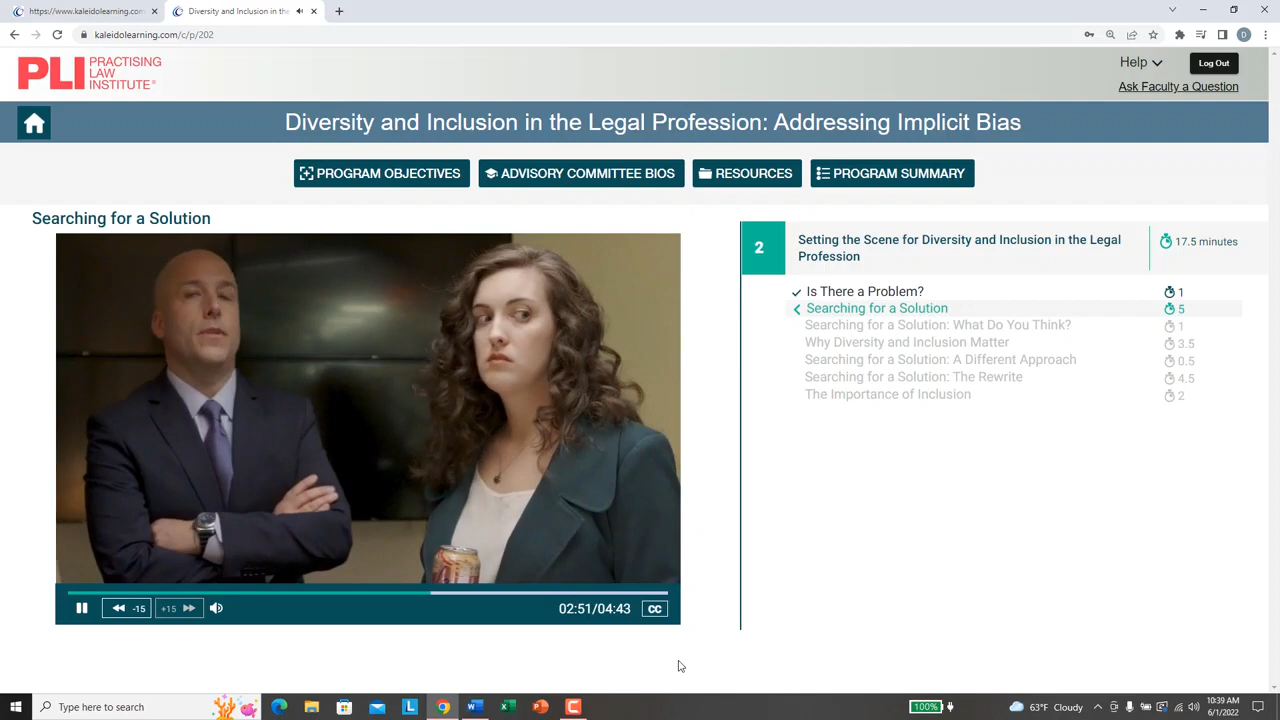 https://www.kaleidolearning.com/
Diversity and Inclusion in the
kaleidolearning.com/c/p/202
D
PLI PRACTISING
LAW
INSTITUTE®
Help
Log Out
Ask Faculty a Question
Diversity and Inclusion in the Legal Profession: Addressing Implicit Bias
PROGRAM OBJECTIVES
ADVISORY COMMITTEE BIOS
RESOURCES
PROGRAM SUMMARY
Searching for a Solution
2
Setting the Scene for Diversity and Inclusion in the Legal
Profession
17.5 minutes
Is There a Problem? 1
Searching for a Solution 5
Searching for a Solution: What Do You Think? 1
Why Diversity and Inclusion Matter 3.5
Searching for a Solution: A Different Approach 0.5
Searching for a Solution: The Rewrite 4.5
The Importance of Inclusion 2
-15
+15
02:51/04:43
CC
Type here to search
L
100%
63°F Cloudy
10:39 AM
6/1/2022